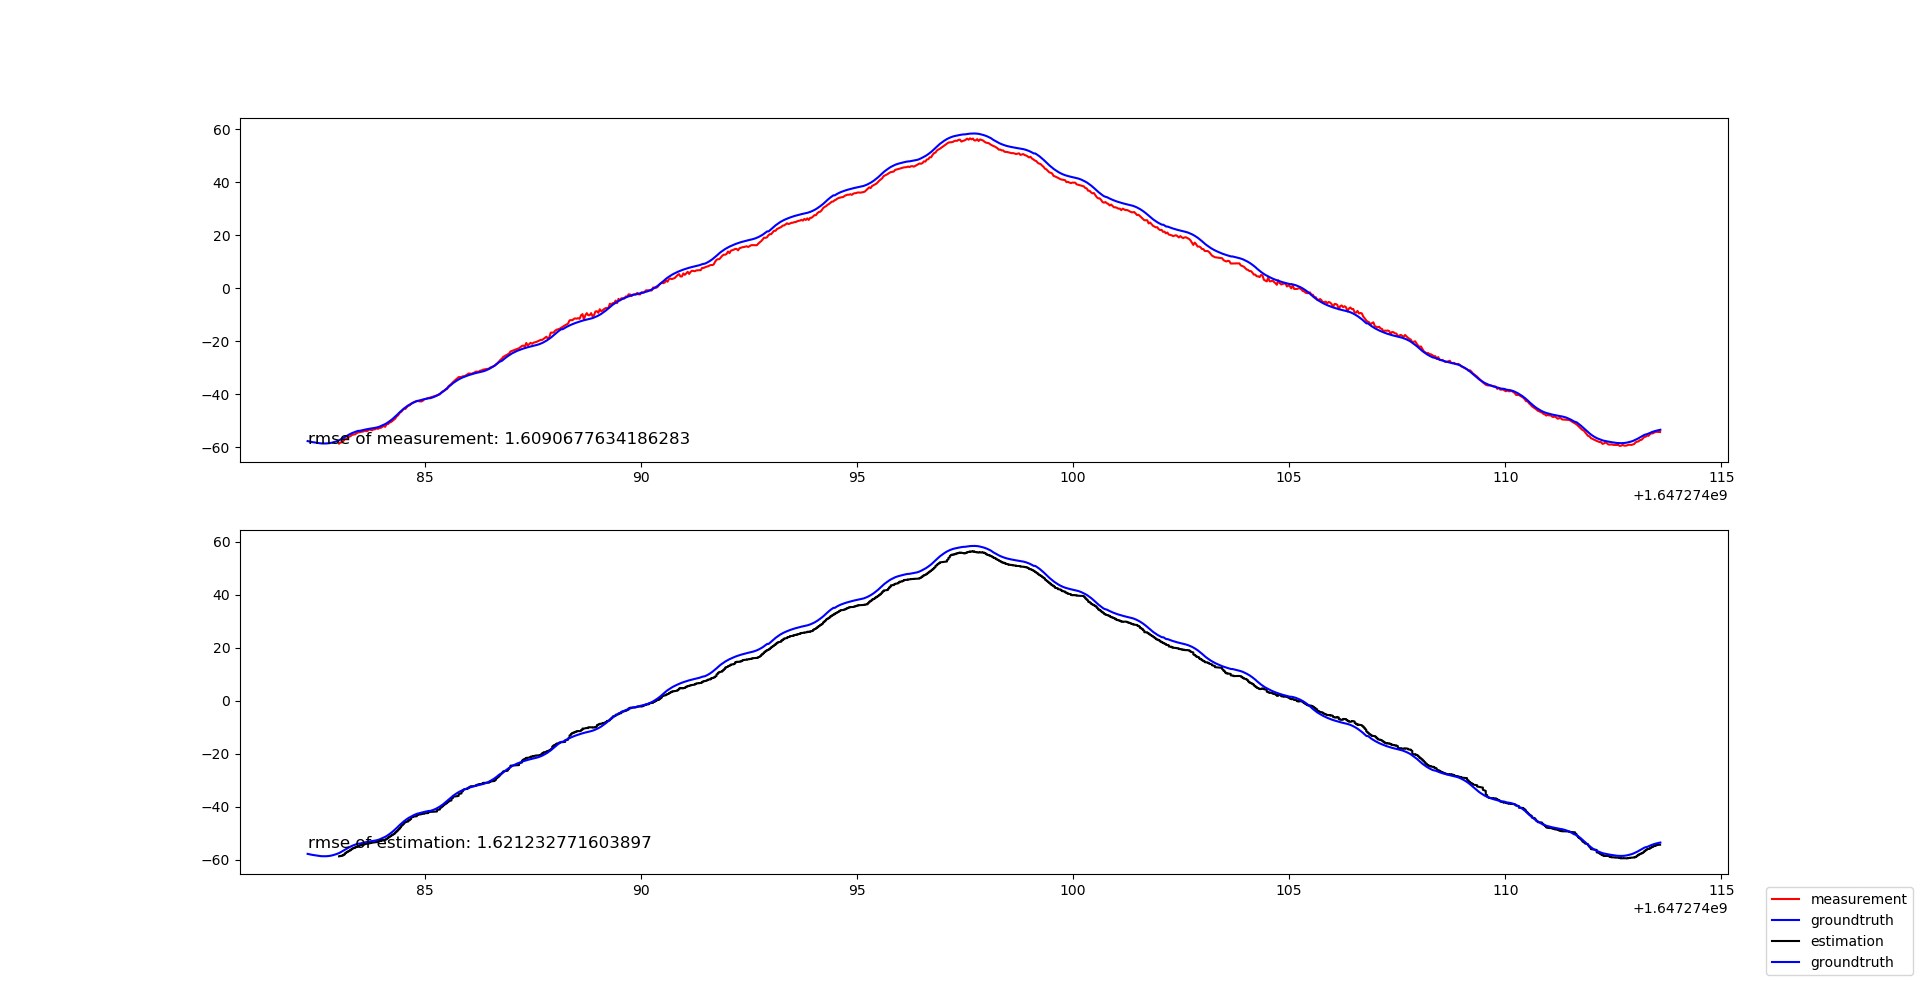 60
40
20
0
−20
−40
−60
rmse of measurement: 1.6090677634186283
85 90 95 100 105 110 115
+1.647274e9
60
40
20
0
−20
−40
−60
rmse of estimation: 1.621232771603897
85 90 95 100 105 110 115
+1.647274e9
measurement
groundtruth
estimation
groundtruth